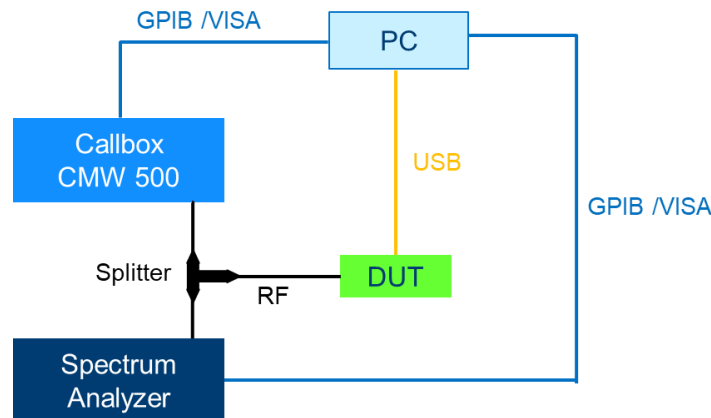 GPIB /VISA
PC
Callbox
CMW 500
USB
GPIB /VISA
Splitter
RF
DUT
Spectrum
Analyzer